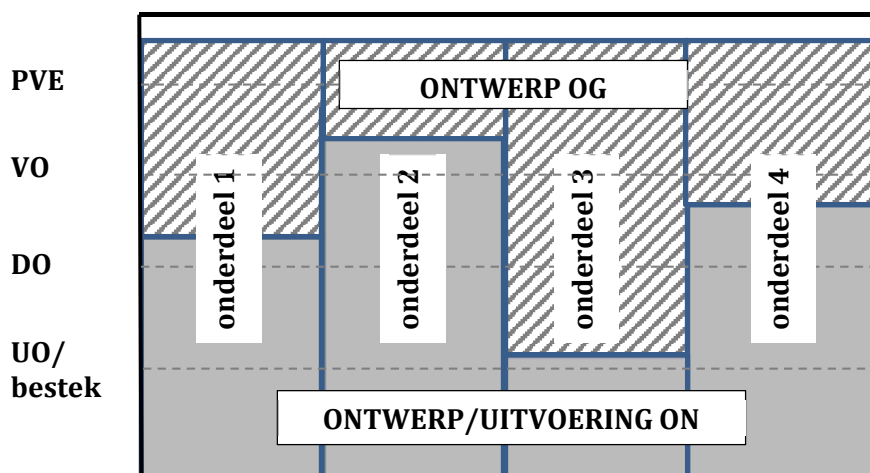 PVE
ONTWERP OG
VO
onderdeel 1
onderdeel 2
onderdeel 3
onderdeel 4
DO
UO/
bestek
ONTWERP/UITVOERING ON